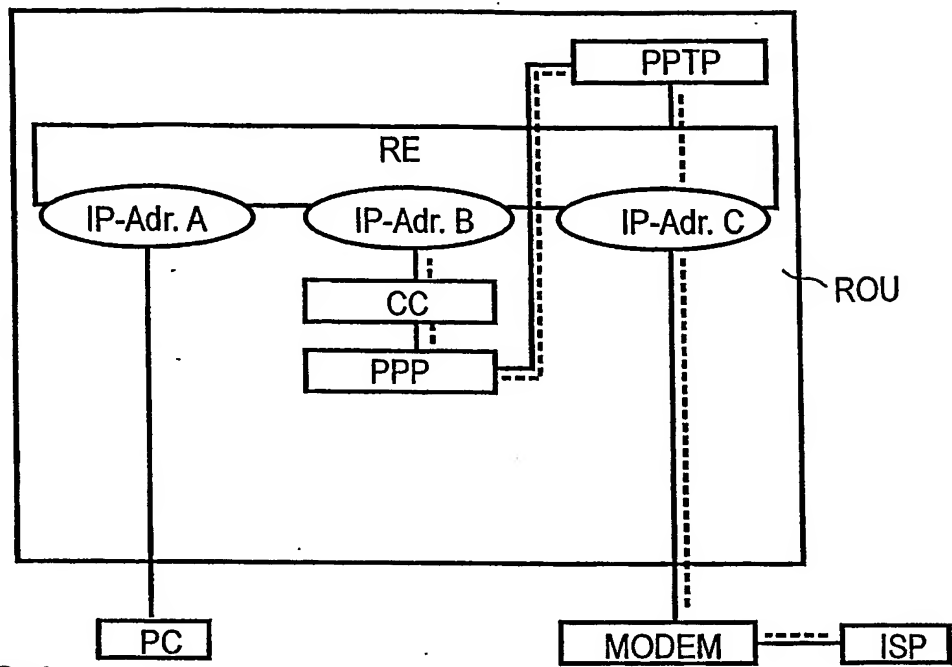 PPTP
RE
IP-Adr. A
IP-Adr. B
IP-Adr. C
ROU
CC
PPP
PC
MODEM
ISP